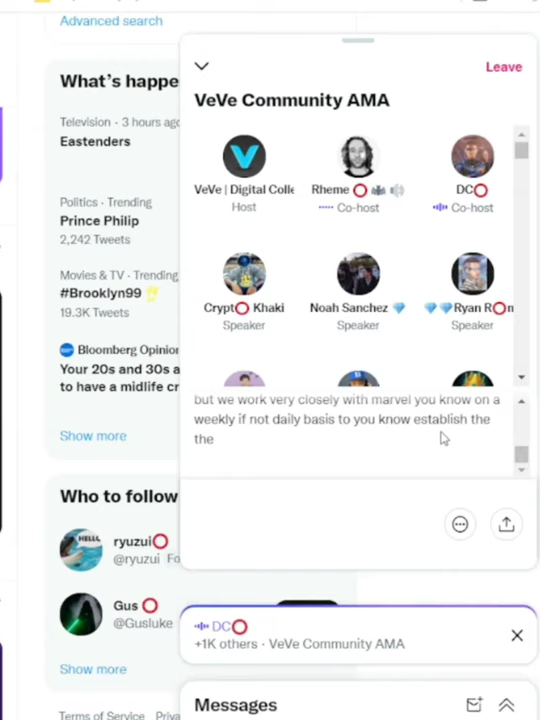 Advanced search
What's happe
Television · 3 hours ago
Eastenders
Politics · Trending
Prince Philip
2,242 Tweets
Movies & TV · Trending
#Brooklyn99
19.3K Tweets
Bloomberg Opinion
Your 20s and 30s a
to have a midlife cr
Show more
Who to follow
ryuzui⭕
@ryuzui Fo
Gus ⭕
@Gusluke
Show more
Terms of Service Priva
Leave
VeVe Community AMA
VeVe | Digital Colle
Host
Rheme ⭕
Co-host
DC⭕
Co-host
Crypt⭕ Khaki
Speaker
Noah Sanchez 💎
Speaker
💎💎Ryan R⭕n
Speaker
but we work very closely with marvel you know on a
weekly if not daily basis to you know establish the
the
DC⭕
+1K others · VeVe Community AMA
Messages